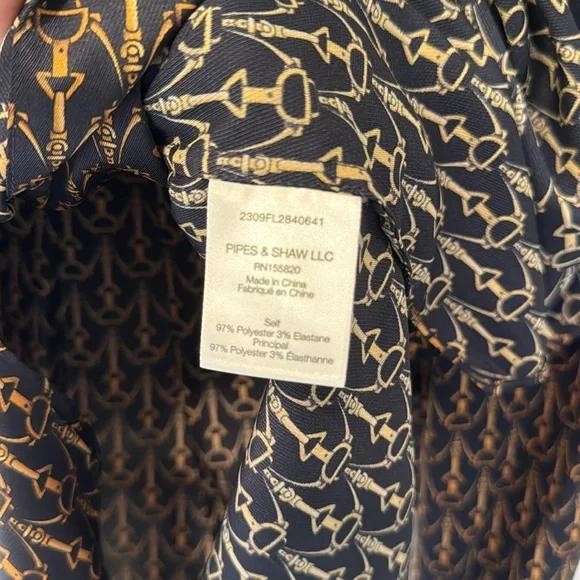 2309FL2840641
PIPES & SHAW LLC
RN155820
Made in China
Fabriqué en Chine
Self
97% Polyester 3% Elastane
Principal
97% Polyester 3% Élasthanne